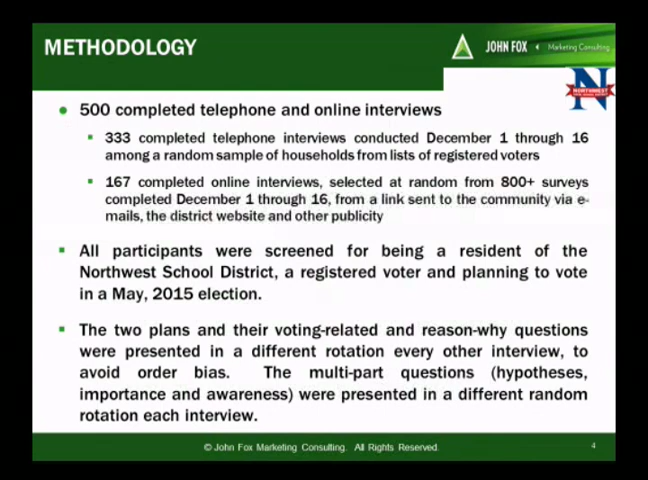 METHODOLOGY
JOHN FOX
Marketing Consulting
N
NORTHWEST
500 completed telephone and online interviews
333 completed telephone interviews conducted December 1 through 16
among a random sample of households from lists of registered voters
167 completed online interviews, selected at random from 800+ surveys
completed December 1 through 16, from a link sent to the community via e-
mails, the district website and other publicity
All participants were screened for being a resident of the
Northwest School District, a registered voter and planning to vote
in a May, 2015 election.
The two plans and their voting-related and reason-why questions
were presented in a different rotation every other interview, to
avoid order bias. The multi-part questions (hypotheses,
importance and awareness) were presented in a different random
rotation each interview.
© John Fox Marketing Consulting. All Rights Reserved.
4